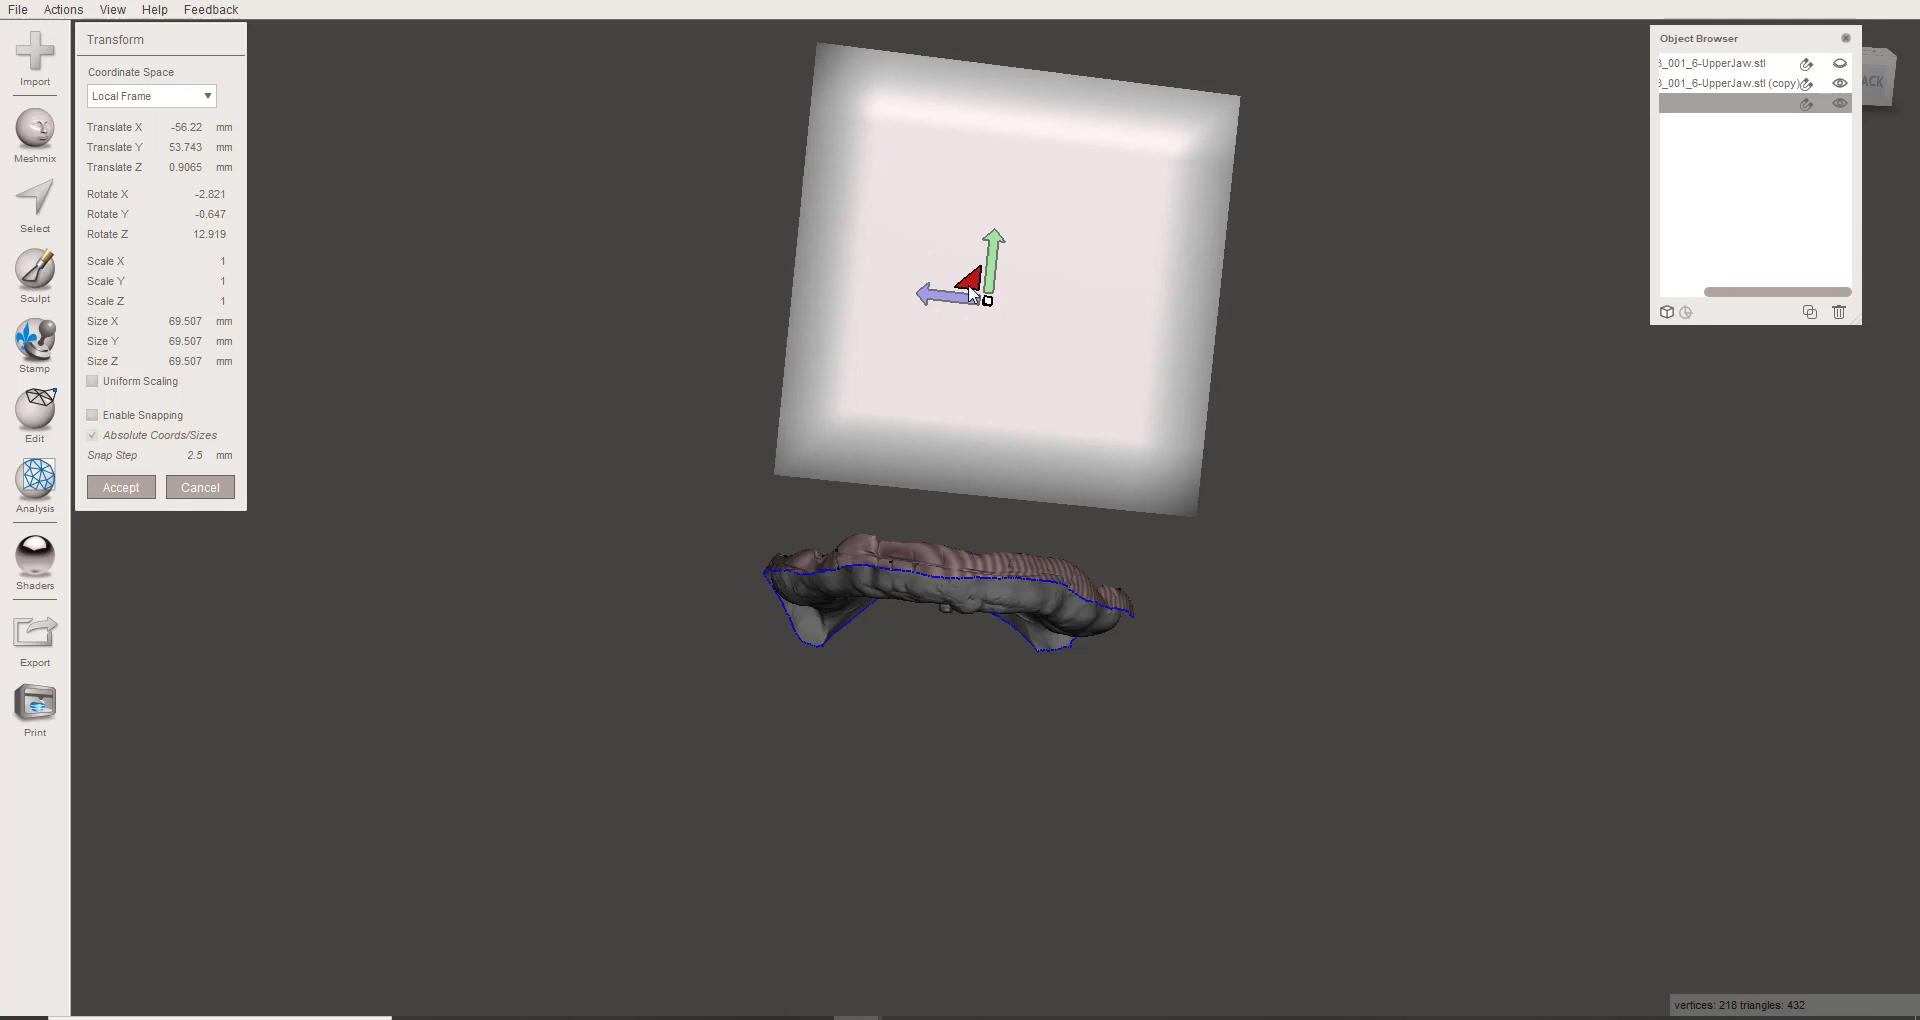 File Actions View Help Feedback
Import
Meshmix
Select
Sculpt
Stamp
Edit
Analysis
Shaders
Export
Print
Transform
Coordinate Space
Local Frame
Translate X -56.22 mm
Translate Y 53.743 mm
Translate Z 0.9065 mm
Rotate X -2.821
Rotate Y -0.647
Rotate Z 12.919
Scale X 1
Scale Y 1
Scale Z 1
Size X 69.507 mm
Size Y 69.507 mm
Size Z 69.507 mm
Uniform Scaling
Enable Snapping
Absolute Coords/Sizes
Snap Step 2.5 mm
Accept Cancel
Object Browser
3_001_6-UpperJaw.stl
3_001_6-UpperJaw.stl (copy)
ACK
vertices: 218 triangles: 432